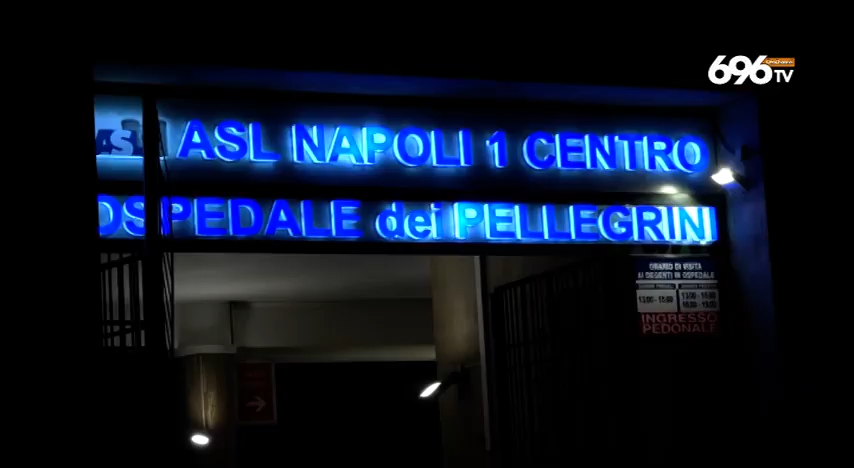 696
TV
ASL
ASL NAPOLI 1 CENTRO
OSPEDALE dei PELLEGRINI
ORARIO DI VISITA
AI DEGENTI IN OSPEDALE
13:00 - 15:00
INGRESSO
PEDONALE